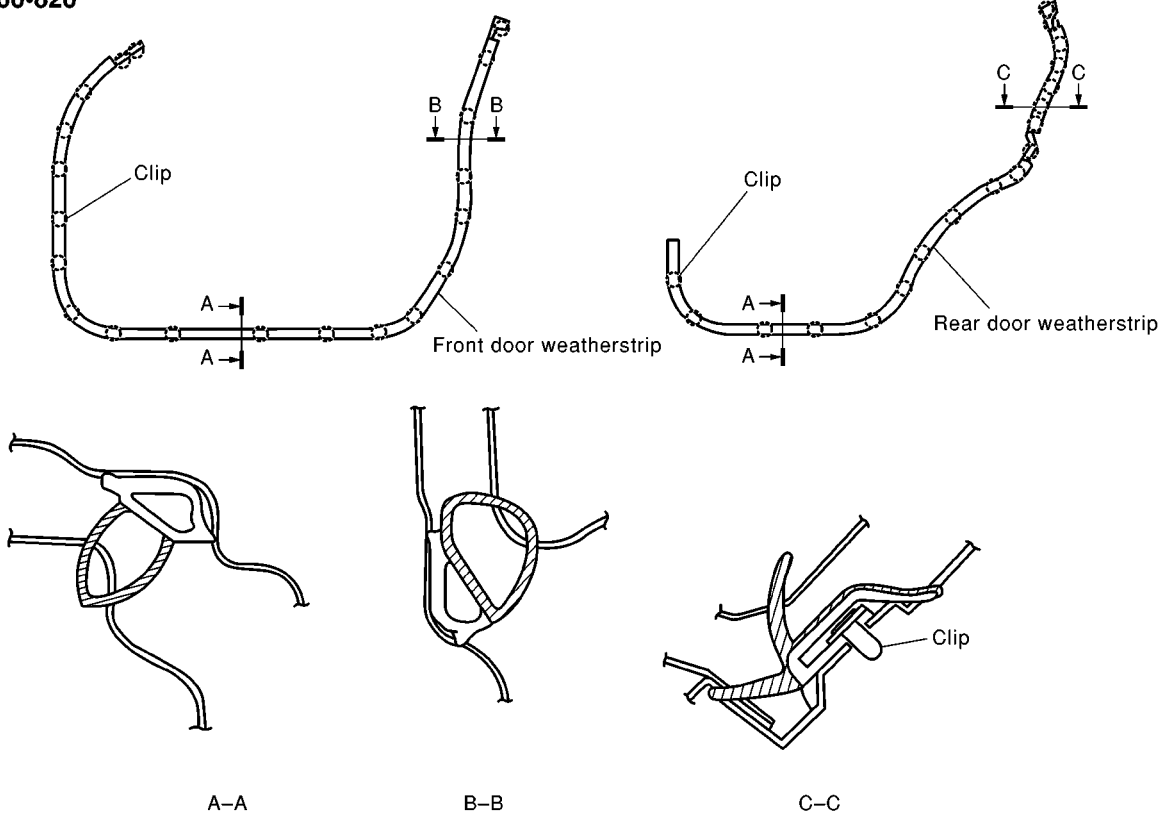 C
C
B
B
Clip
Clip
A
A
Front door weatherstrip
A
A
Rear door weatherstrip
Clip
A–A
B–B
C–C